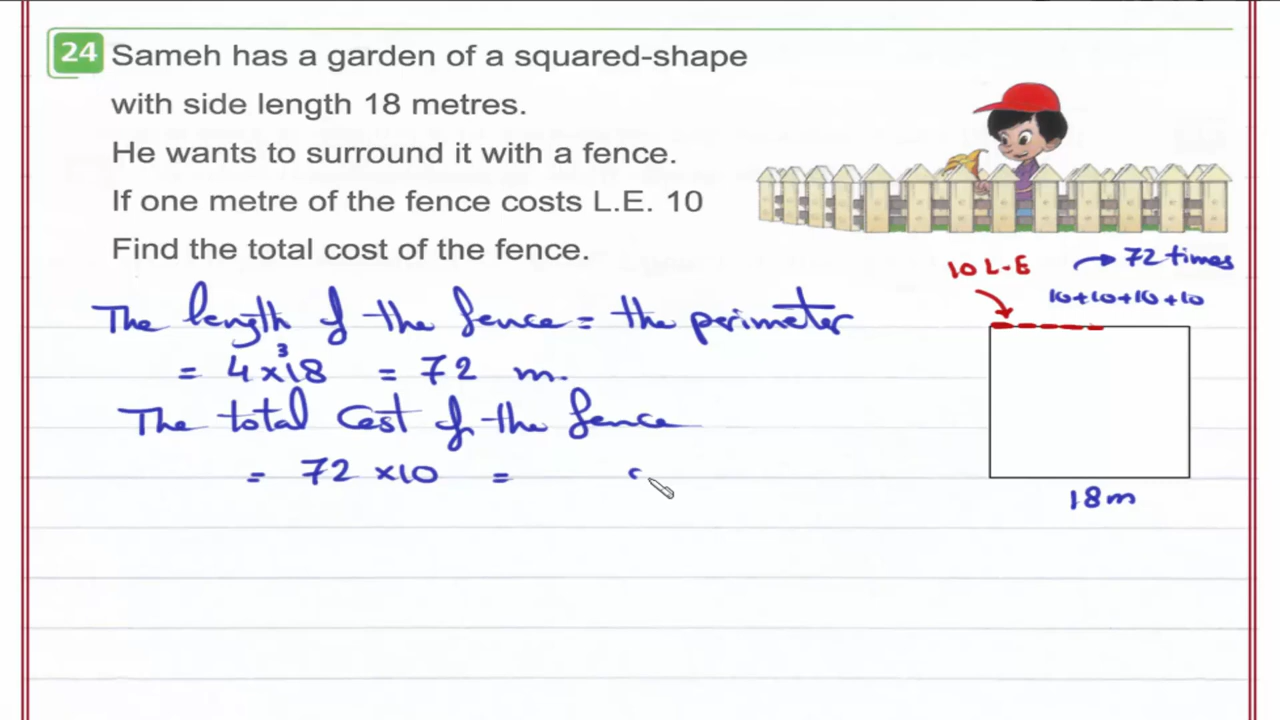 24 Sameh has a garden of a squared-shape
with side length 18 metres.
He wants to surround it with a fence.
If one metre of the fence costs L.E. 10
Find the total cost of the fence.
10 L.E → 72 times
10+10+10+10
The length of the fence = the perimeter
= 4 × 18 = 72 m.
3
The total Cost of the fence
= 72 × 10 =
18m